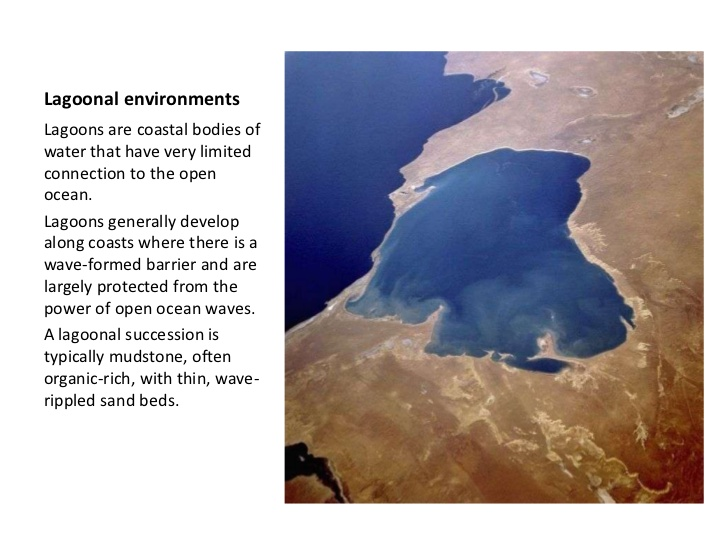 Lagoonal environments
Lagoons are coastal bodies of
water that have very limited
connection to the open
ocean.
Lagoons generally develop
along coasts where there is a
wave-formed barrier and are
largely protected from the
power of open ocean waves.
A lagoonal succession is
typically mudstone, often
organic-rich, with thin, wave-
rippled sand beds.